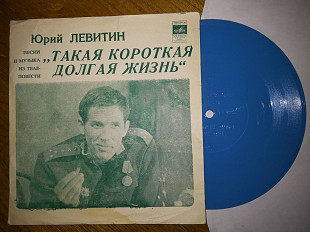 Юрий ЛЕВИТИН
ПЕСНИ
И МУЗЫКА
ИЗ ТЕЛЕ-
ПОВЕСТИ
„ТАКАЯ КОРОТКАЯ
ДОЛГАЯ ЖИЗНЬ“